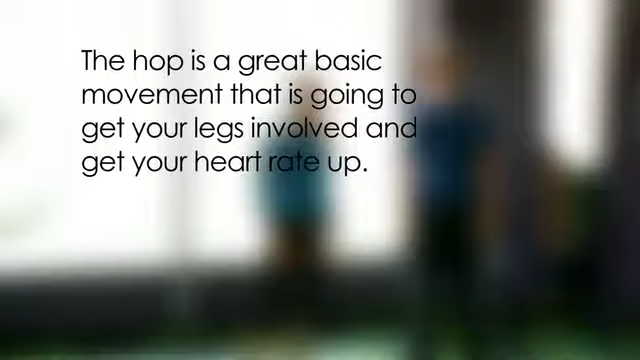 The hop is a great basic
movement that is going to
get your legs involved and
get your heart rate up.